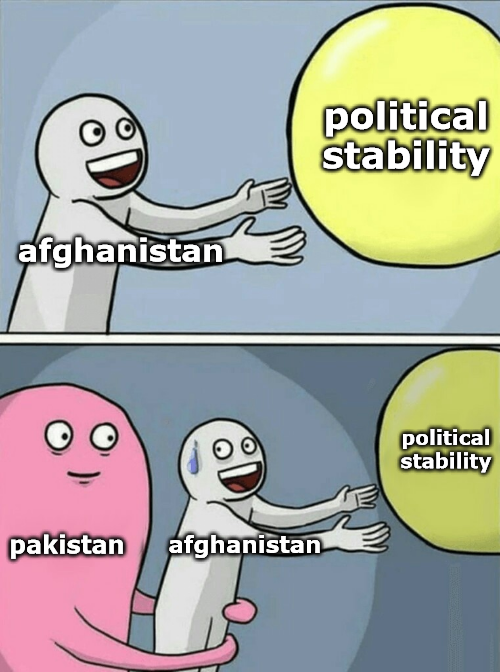 political
stability
afghanistan
political
stability
pakistan
afghanistan